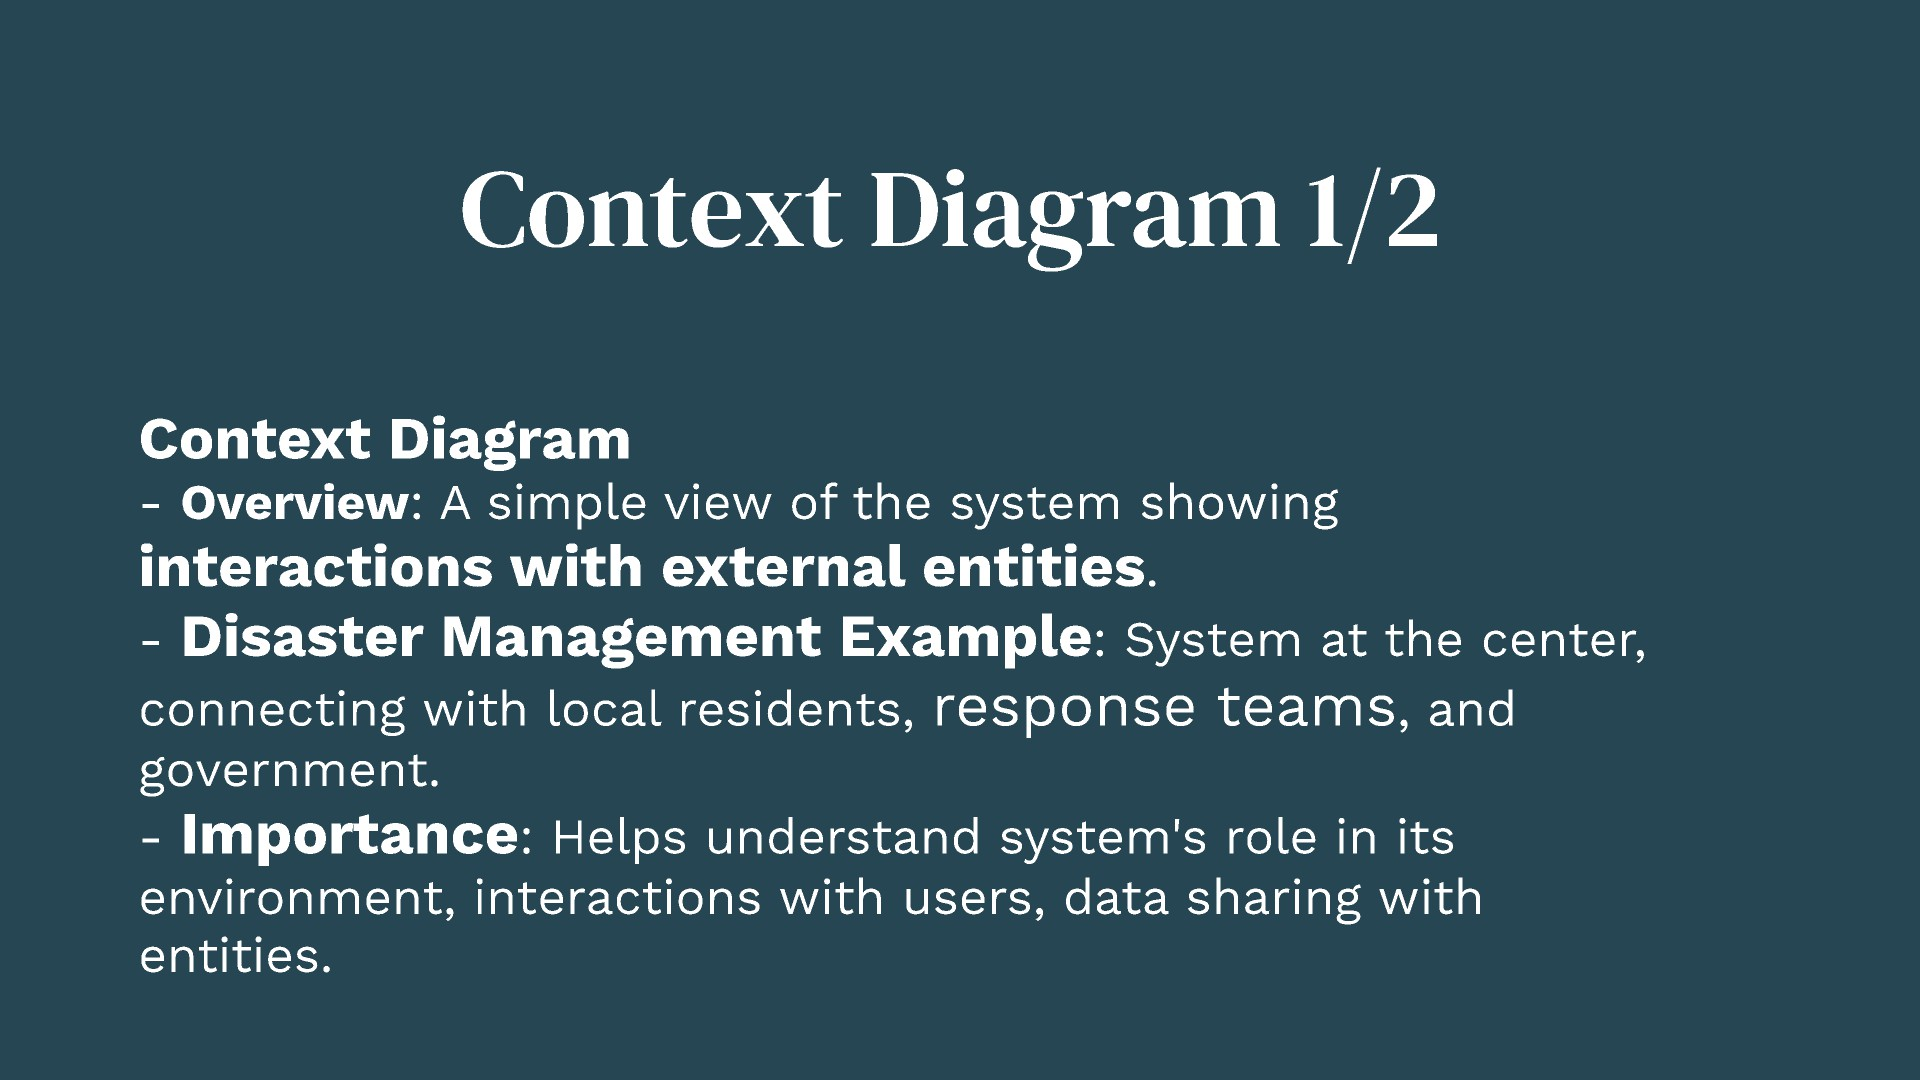 Context Diagram 1/2
Context Diagram
- Overview: A simple view of the system showing
interactions with external entities.
- Disaster Management Example: System at the center,
connecting with local residents, response teams, and
government.
- Importance: Helps understand system's role in its
environment, interactions with users, data sharing with
entities.